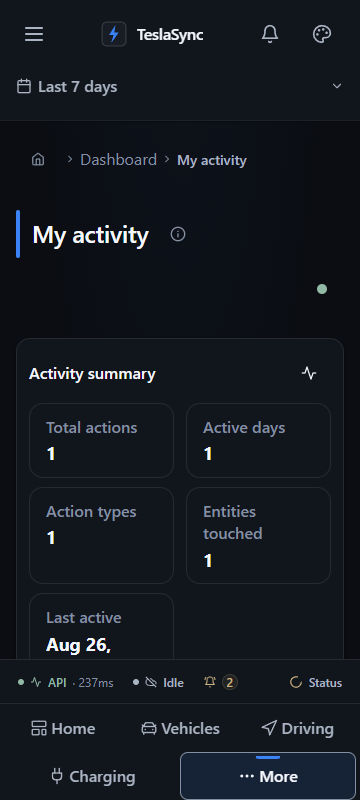 TeslaSync
Last 7 days
Dashboard My activity
My activity
Activity summary
Total actions
1
Active days
1
Action types
1
Entities
touched
1
Last active
Aug 26,
API · 237ms Idle 2 Status
Home Vehicles Driving
Charging More